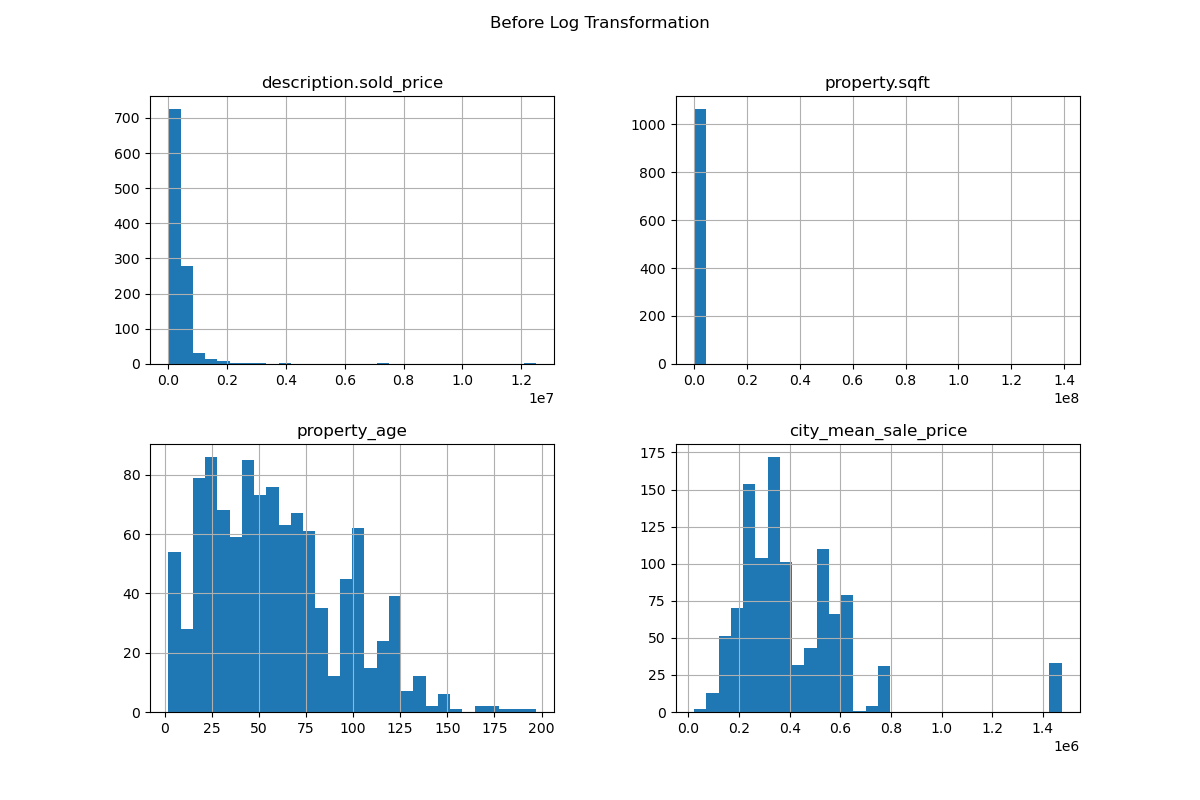 Before Log Transformation
description.sold_price
property.sqft
700
600
500
400
300
200
100
0
0.0 0.2 0.4 0.6 0.8 1.0 1.2
1e7
1000
800
600
400
200
0
0.0 0.2 0.4 0.6 0.8 1.0 1.2 1.4
1e8
property_age
city_mean_sale_price
80
60
40
20
0
0 25 50 75 100 125 150 175 200
175
150
125
100
75
50
25
0
0.0 0.2 0.4 0.6 0.8 1.0 1.2 1.4
1e6